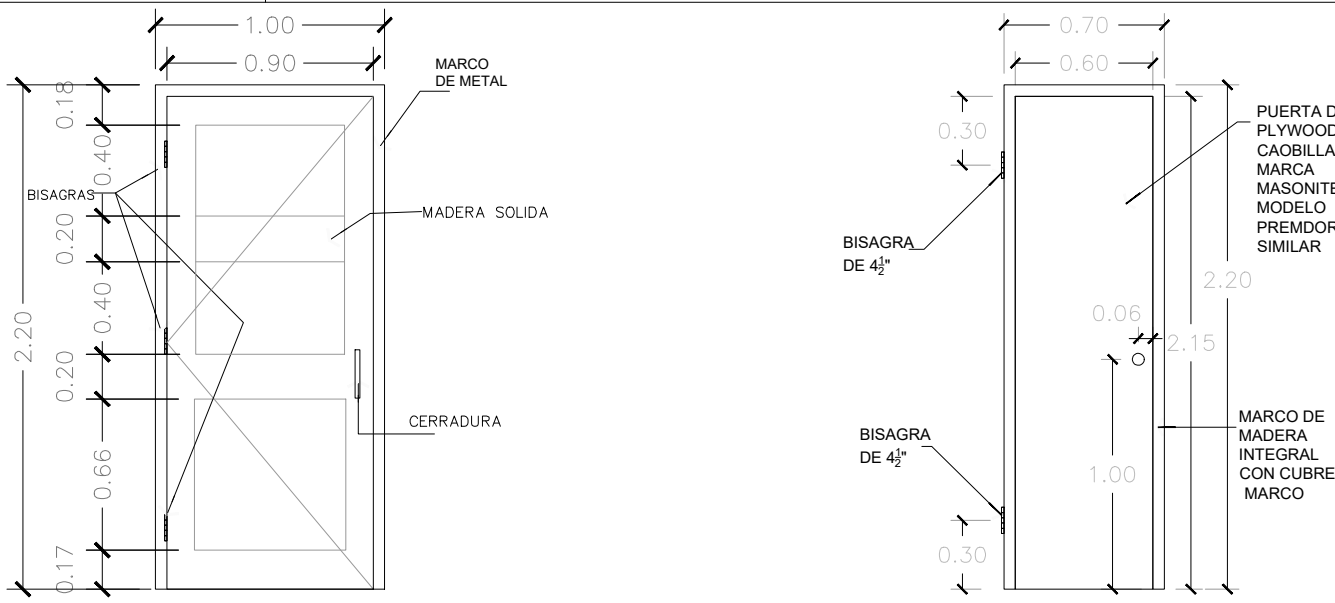 1.00
0.90
MARCO
DE METAL
0.18
0.40
BISAGRAS
0.20
MADERA SOLIDA
0.40
2.20
0.20
CERRADURA
0.66
0.17
0.70
0.60
0.30
PUERTA D
PLYWOOD
CAOBILLA
MARCA
MASONITE
MODELO
PREMDOR
SIMILAR
BISAGRA
DE 4½"
2.20
0.06
2.15
BISAGRA
DE 4½"
MARCO DE
MADERA
INTEGRAL
CON CUBRE
MARCO
1.00
0.30